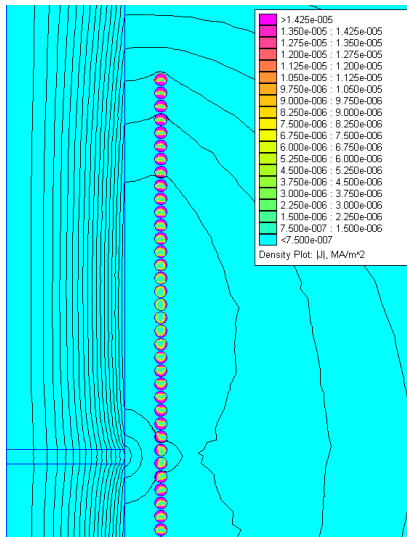 >1.425e-005
1.350e-005 : 1.425e-005
1.275e-005 : 1.350e-005
1.200e-005 : 1.275e-005
1.125e-005 : 1.200e-005
1.050e-005 : 1.125e-005
9.750e-006 : 1.050e-005
9.000e-006 : 9.750e-006
8.250e-006 : 9.000e-006
7.500e-006 : 8.250e-006
6.750e-006 : 7.500e-006
6.000e-006 : 6.750e-006
5.250e-006 : 6.000e-006
4.500e-006 : 5.250e-006
3.750e-006 : 4.500e-006
3.000e-006 : 3.750e-006
2.250e-006 : 3.000e-006
1.500e-006 : 2.250e-006
7.500e-007 : 1.500e-006
<7.500e-007
Density Plot: |J|, MA/m^2